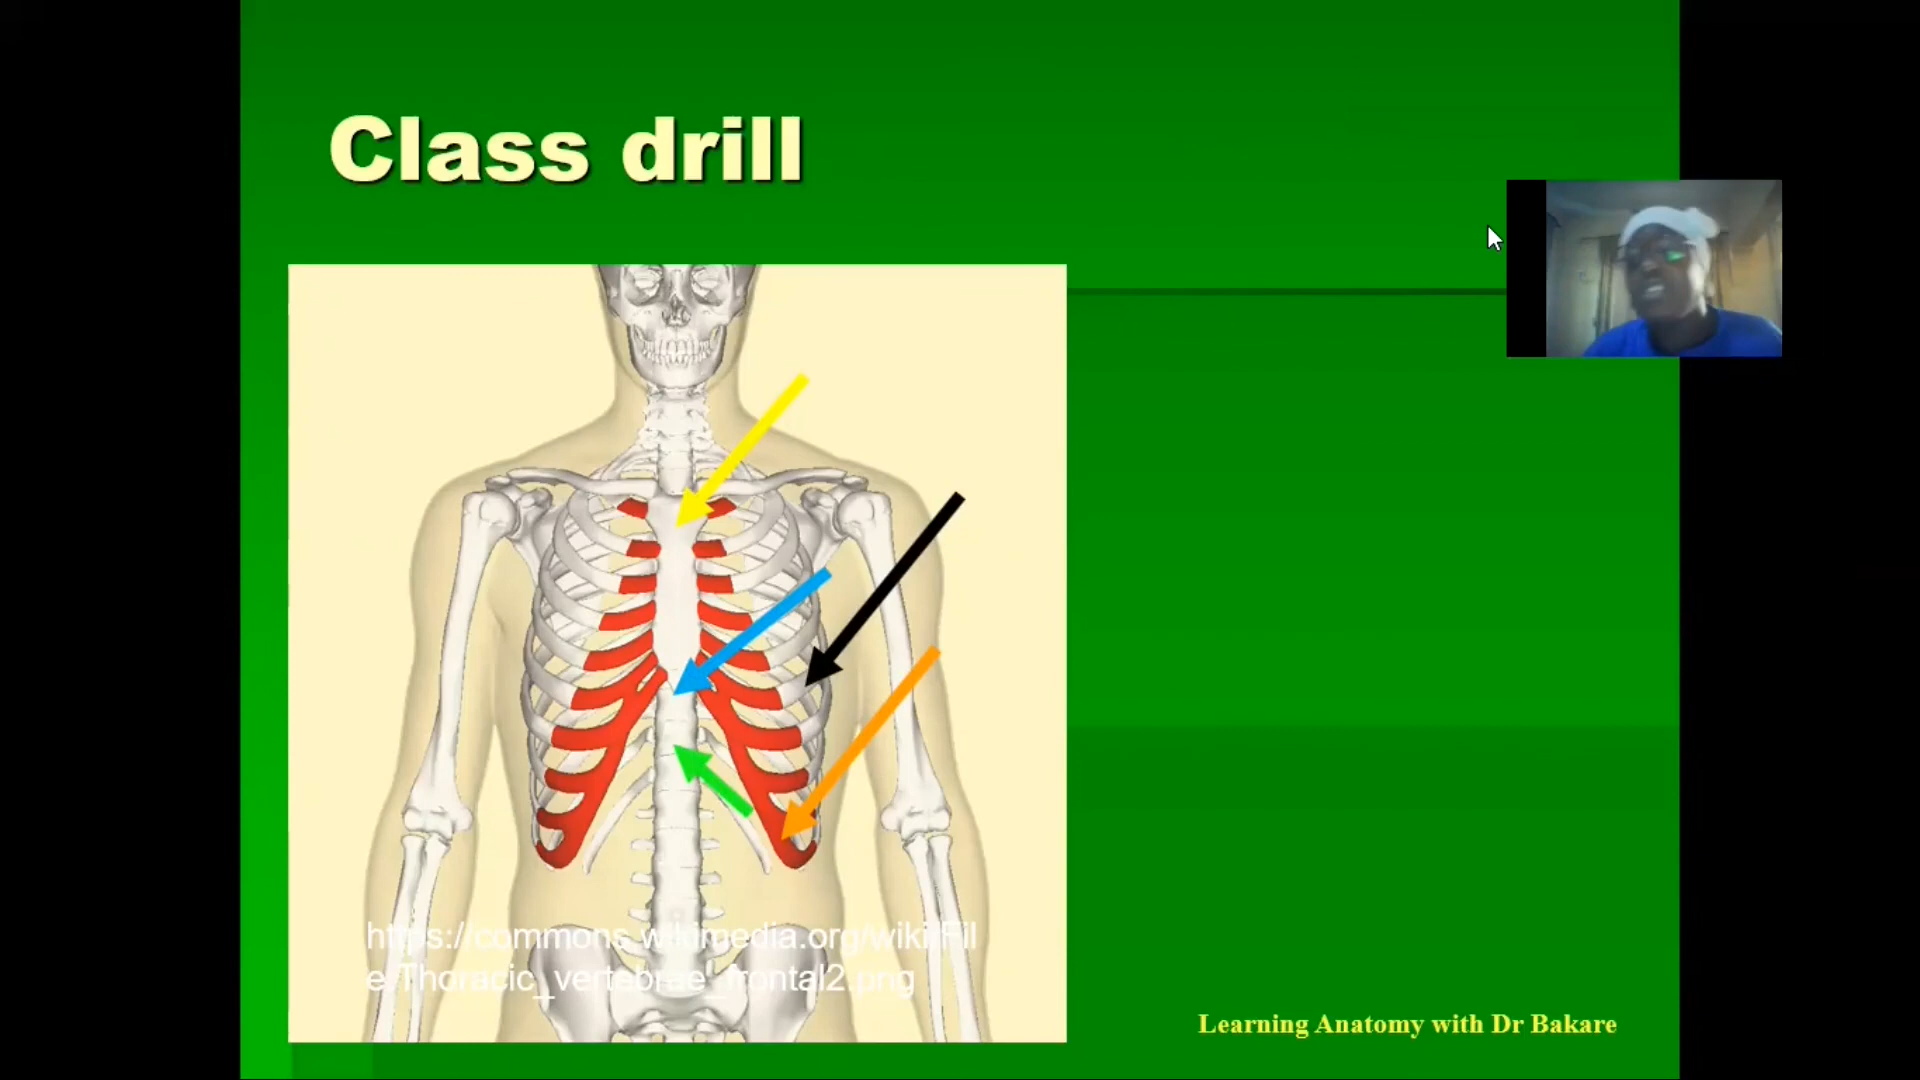 Class drill
https://commons.wikimedia.org/wiki/Fil
e:Thoracic_vertebrae_frontal2.png
Learning Anatomy with Dr Bakare